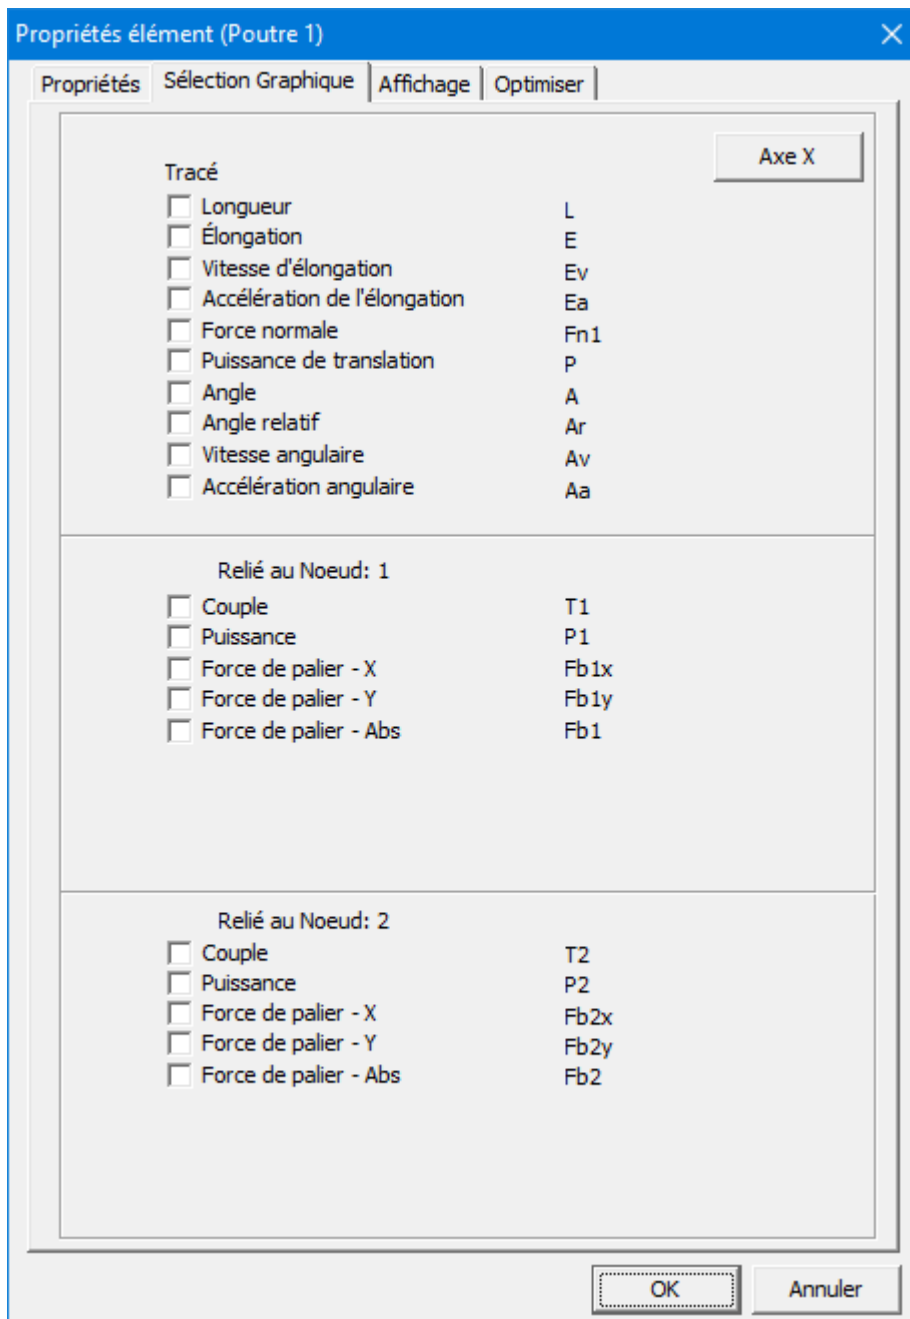 Propriétés élément (Poutre 1)
Propriétés Sélection Graphique Affichage Optimiser
Axe X
Tracé
Longueur L
Élongation E
Vitesse d'élongation Ev
Accélération de l'élongation Ea
Force normale Fn1
Puissance de translation P
Angle A
Angle relatif Ar
Vitesse angulaire Av
Accélération angulaire Aa
Relié au Noeud: 1
Couple T1
Puissance P1
Force de palier - X Fb1x
Force de palier - Y Fb1y
Force de palier - Abs Fb1
Relié au Noeud: 2
Couple T2
Puissance P2
Force de palier - X Fb2x
Force de palier - Y Fb2y
Force de palier - Abs Fb2
OK Annuler